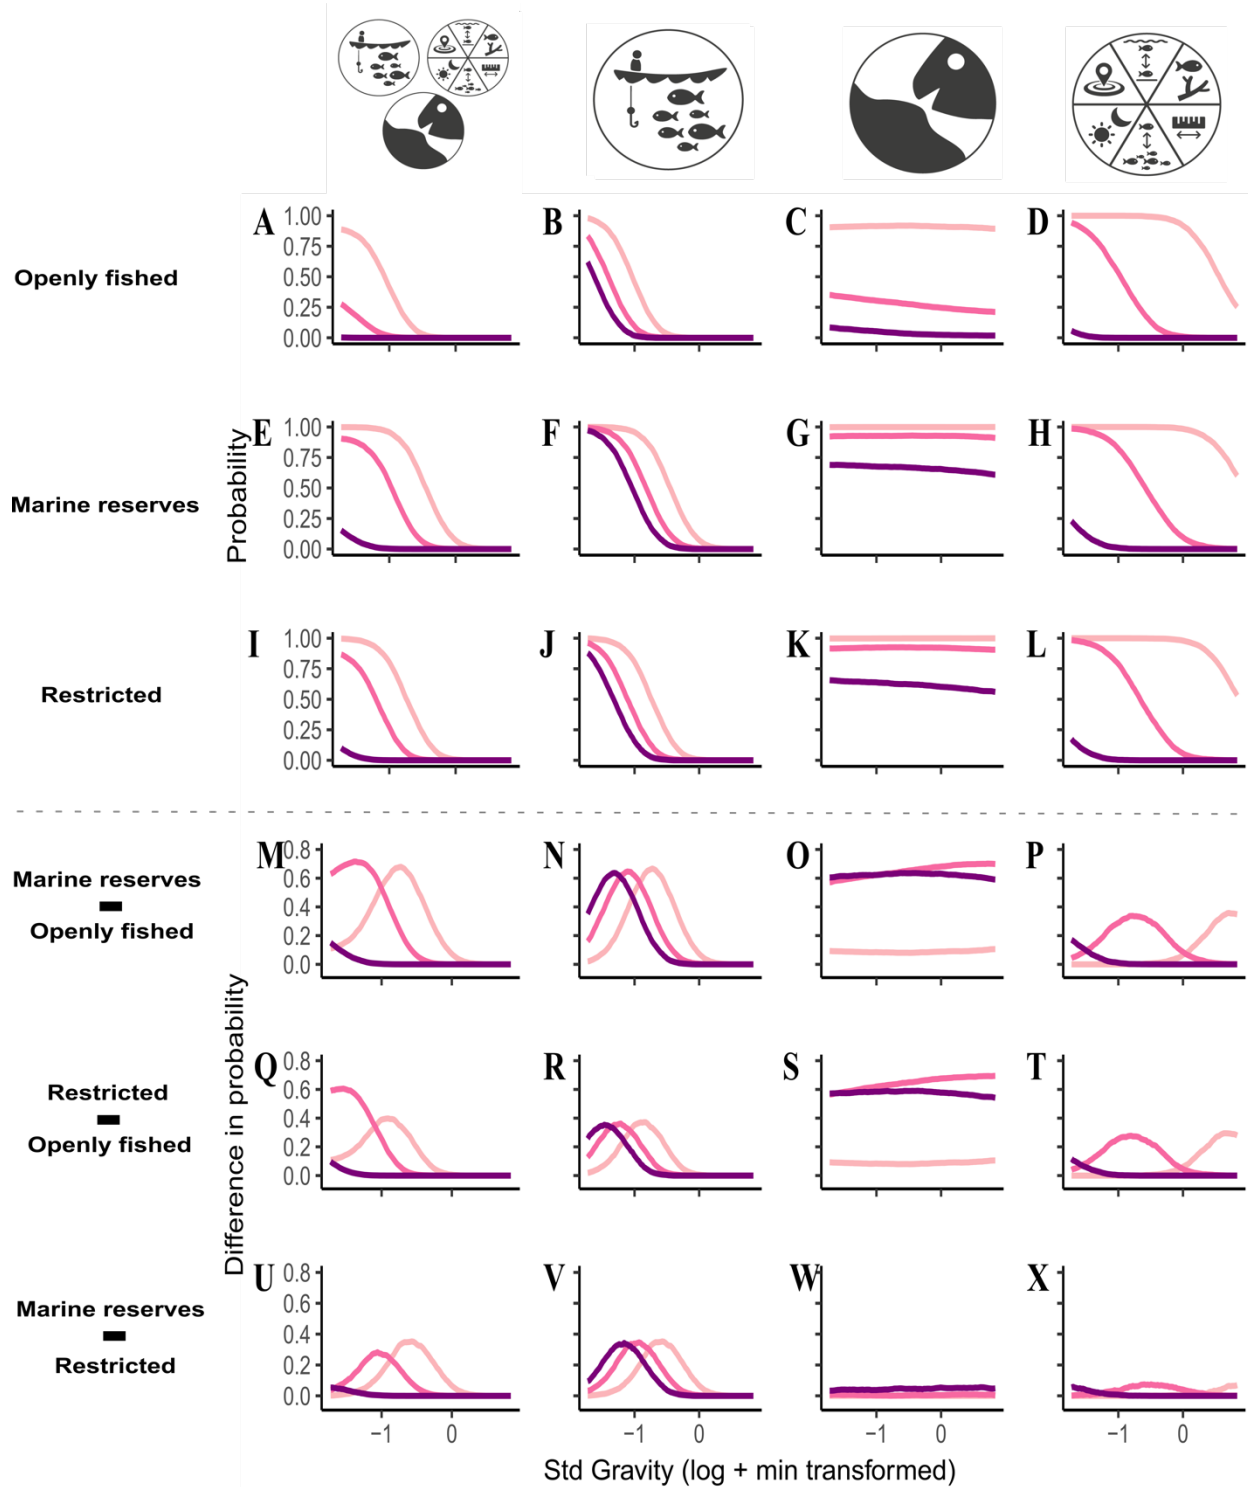 Openly fished
A 1.00 0.75 0.50 0.25 0.00
B
C
D
Marine reserves
Probability
E 1.00 0.75 0.50 0.25 0.00
F
G
H
Restricted
I 1.00 0.75 0.50 0.25 0.00
J
K
L
Marine reserves
Openly fished
Difference in probability
M 0.8 0.6 0.4 0.2 0.0
N
O
P
Restricted
Openly fished
Q 0.8 0.6 0.4 0.2 0.0
R
S
T
Marine reserves
Restricted
U 0.8 0.6 0.4 0.2 0.0
V
W
X
−1 0 −1 0 −1 0 −1 0
Std Gravity (log + min transformed)